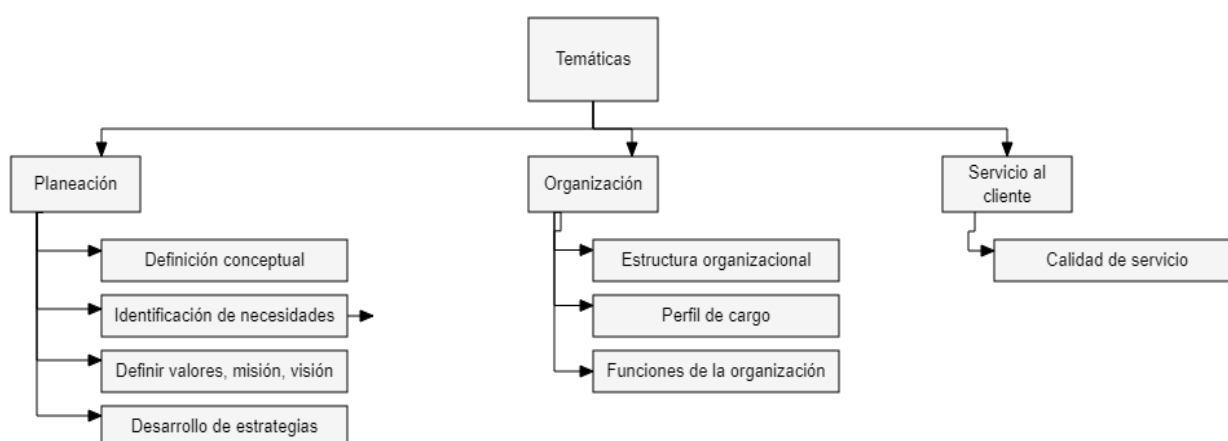 Temáticas
Planeación
Organización
Servicio al
cliente
Definición conceptual
Identificación de necesidades
Definir valores, misión, visión
Desarrollo de estrategias
Estructura organizacional
Perfil de cargo
Funciones de la organización
Calidad de servicio